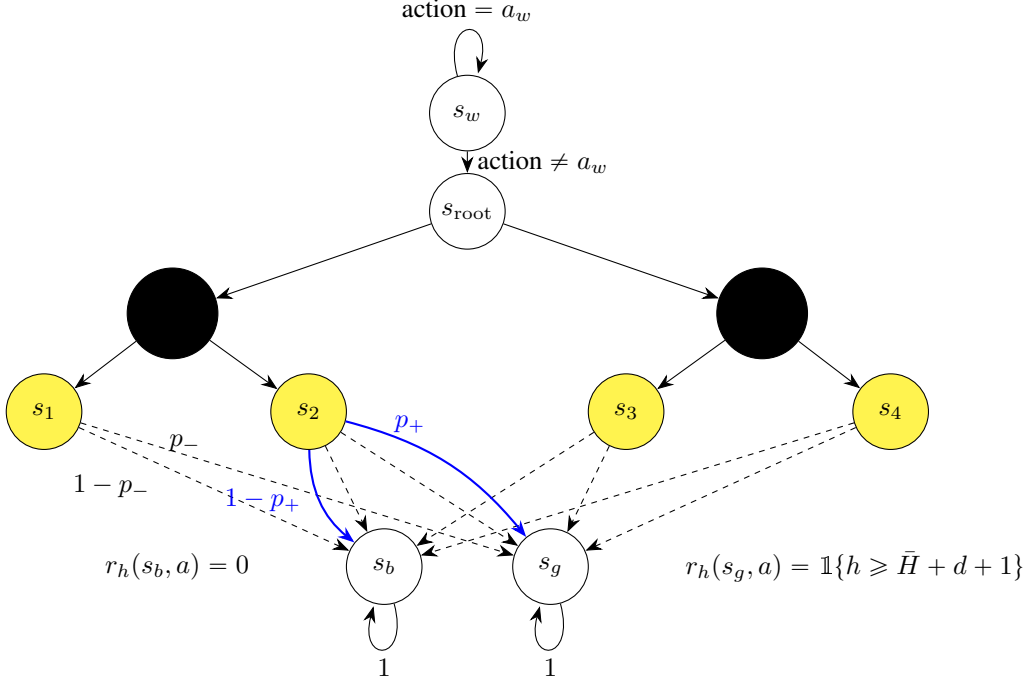 action = a_w
s_w
action ≠ a_w
s_root
s_1
s_2
s_3
s_4
p_+
p_−
1 − p_−
1 − p_+
r_h(s_b, a) = 0
s_b
s_g
r_h(s_g, a) = 𝟙{h ⩾ H̄ + d + 1}
1
1